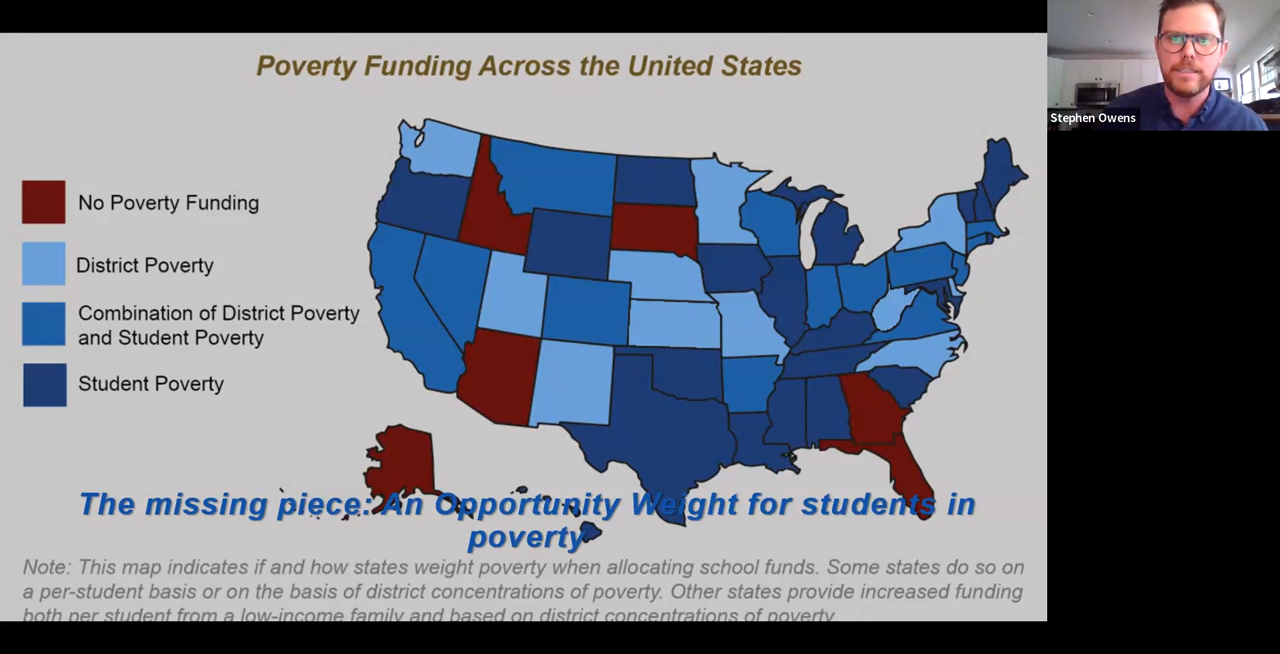 Poverty Funding Across the United States
Stephen Owens
No Poverty Funding
District Poverty
Combination of District Poverty
and Student Poverty
Student Poverty
The missing piece: An Opportunity Weight for students in
poverty
Note: This map indicates if and how states weight poverty when allocating school funds. Some states do so on
a per-student basis or on the basis of district concentrations of poverty. Other states provide increased funding
both per student from a low-income family and based on district concentrations of poverty